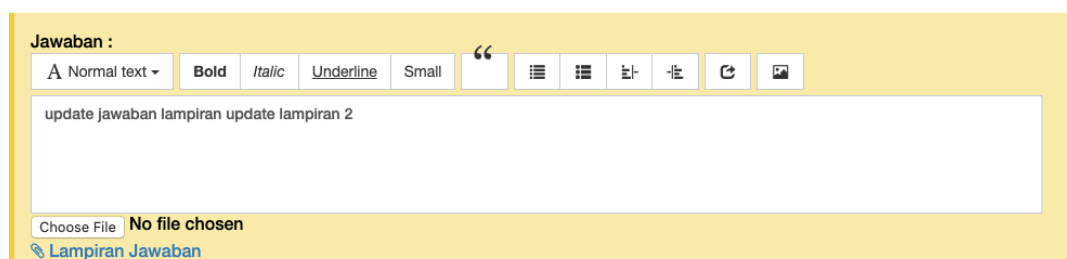 Jawaban :
A Normal text Bold Italic Underline Small “
update jawaban lampiran update lampiran 2
Choose File No file chosen
Lampiran Jawaban